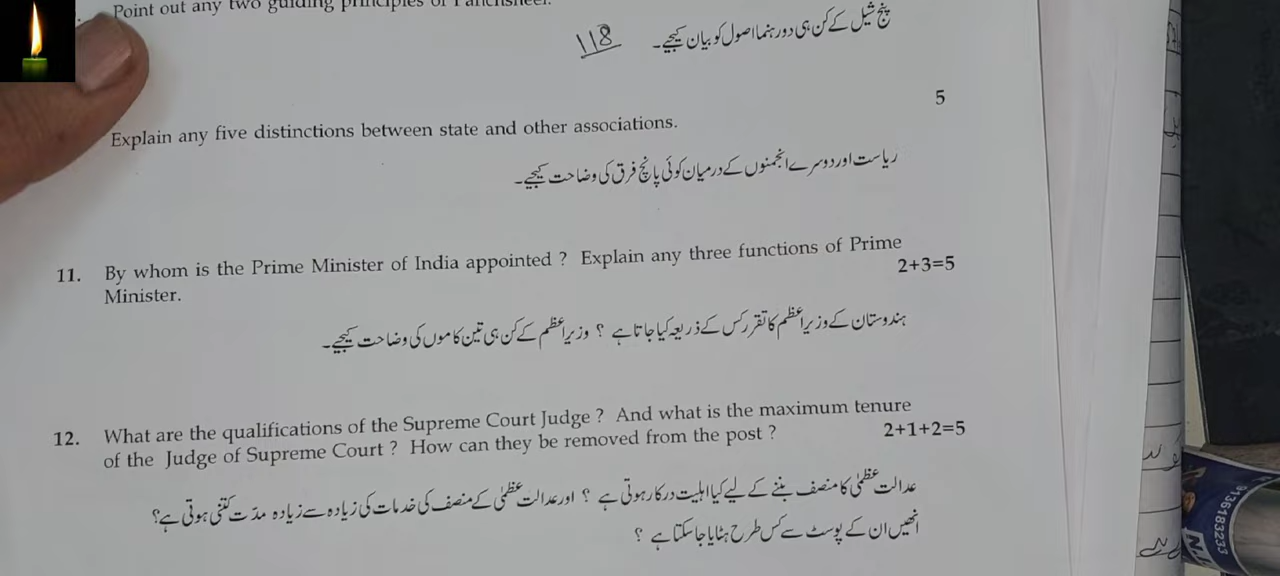 Point out any two guiding principles of Panchsheel.
پنچ شیل کے کن ہی دو رہنما اصول کو بیان کیجیے۔
118
5
Explain any five distinctions between state and other associations.
ریاست اور دوسرے انجمنوں کے درمیان کوئی پانچ فرق کی وضاحت کیجیے۔
11. By whom is the Prime Minister of India appointed ? Explain any three functions of Prime
Minister.
2+3=5
ہندوستان کے وزیراعظم کا تقرر کس کے ذریعہ کیا جاتا ہے ؟ وزیراعظم کے کن ہی تین کاموں کی وضاحت کیجیے۔
12. What are the qualifications of the Supreme Court Judge ? And what is the maximum tenure
of the Judge of Supreme Court ? How can they be removed from the post ?
2+1+2=5
عدالت عظمیٰ کا منصف بننے کے لیے کیا اہلیت درکار ہوتی ہے ؟ اور عدالت عظمیٰ کے منصف کی خدمات کی زیادہ سے زیادہ مدّت کتنی ہوتی ہے؟
انھیں ان کے پوسٹ سے کس طرح ہٹایا جا سکتا ہے ؟
9136183233